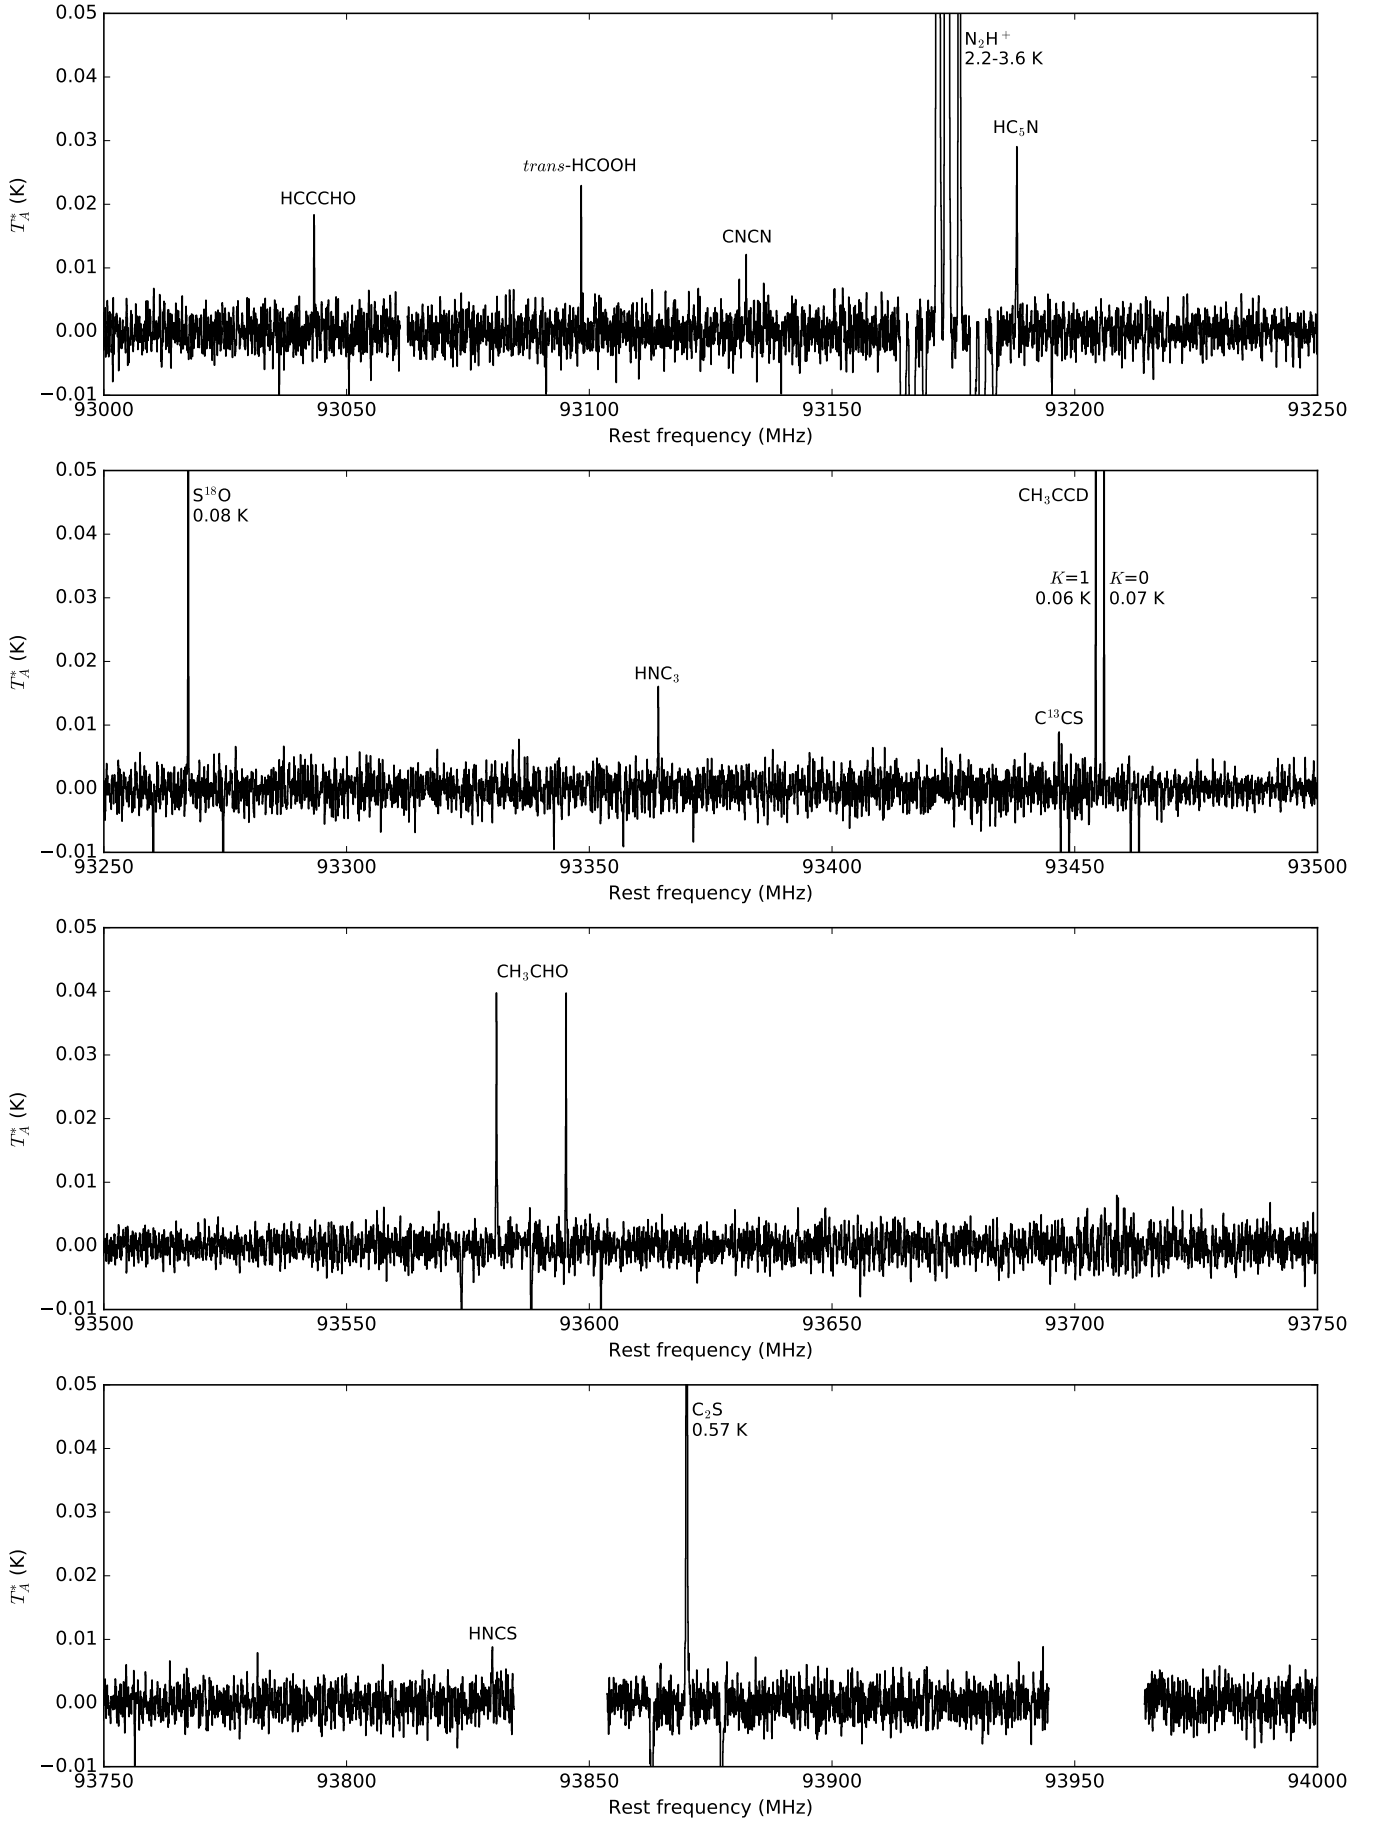 0.05
N₂H⁺
2.2-3.6 K
0.04
HC₅N
0.03
trans-HCOOH
HCCCHO
0.02
CNCN
0.01
0.00
−0.01
T*A (K)
93000 93050 93100 93150 93200 93250
Rest frequency (MHz)
0.05
S¹⁸O
0.08 K
CH₃CCD
0.04
K=1 K=0
0.06 K 0.07 K
0.03
0.02
HNC₃
C¹³CS
0.01
0.00
−0.01
T*A (K)
93250 93300 93350 93400 93450 93500
Rest frequency (MHz)
0.05
CH₃CHO
0.04
0.03
0.02
0.01
0.00
−0.01
T*A (K)
93500 93550 93600 93650 93700 93750
Rest frequency (MHz)
0.05
C₂S
0.57 K
0.04
0.03
0.02
HNCS
0.01
0.00
−0.01
T*A (K)
93750 93800 93850 93900 93950 94000
Rest frequency (MHz)